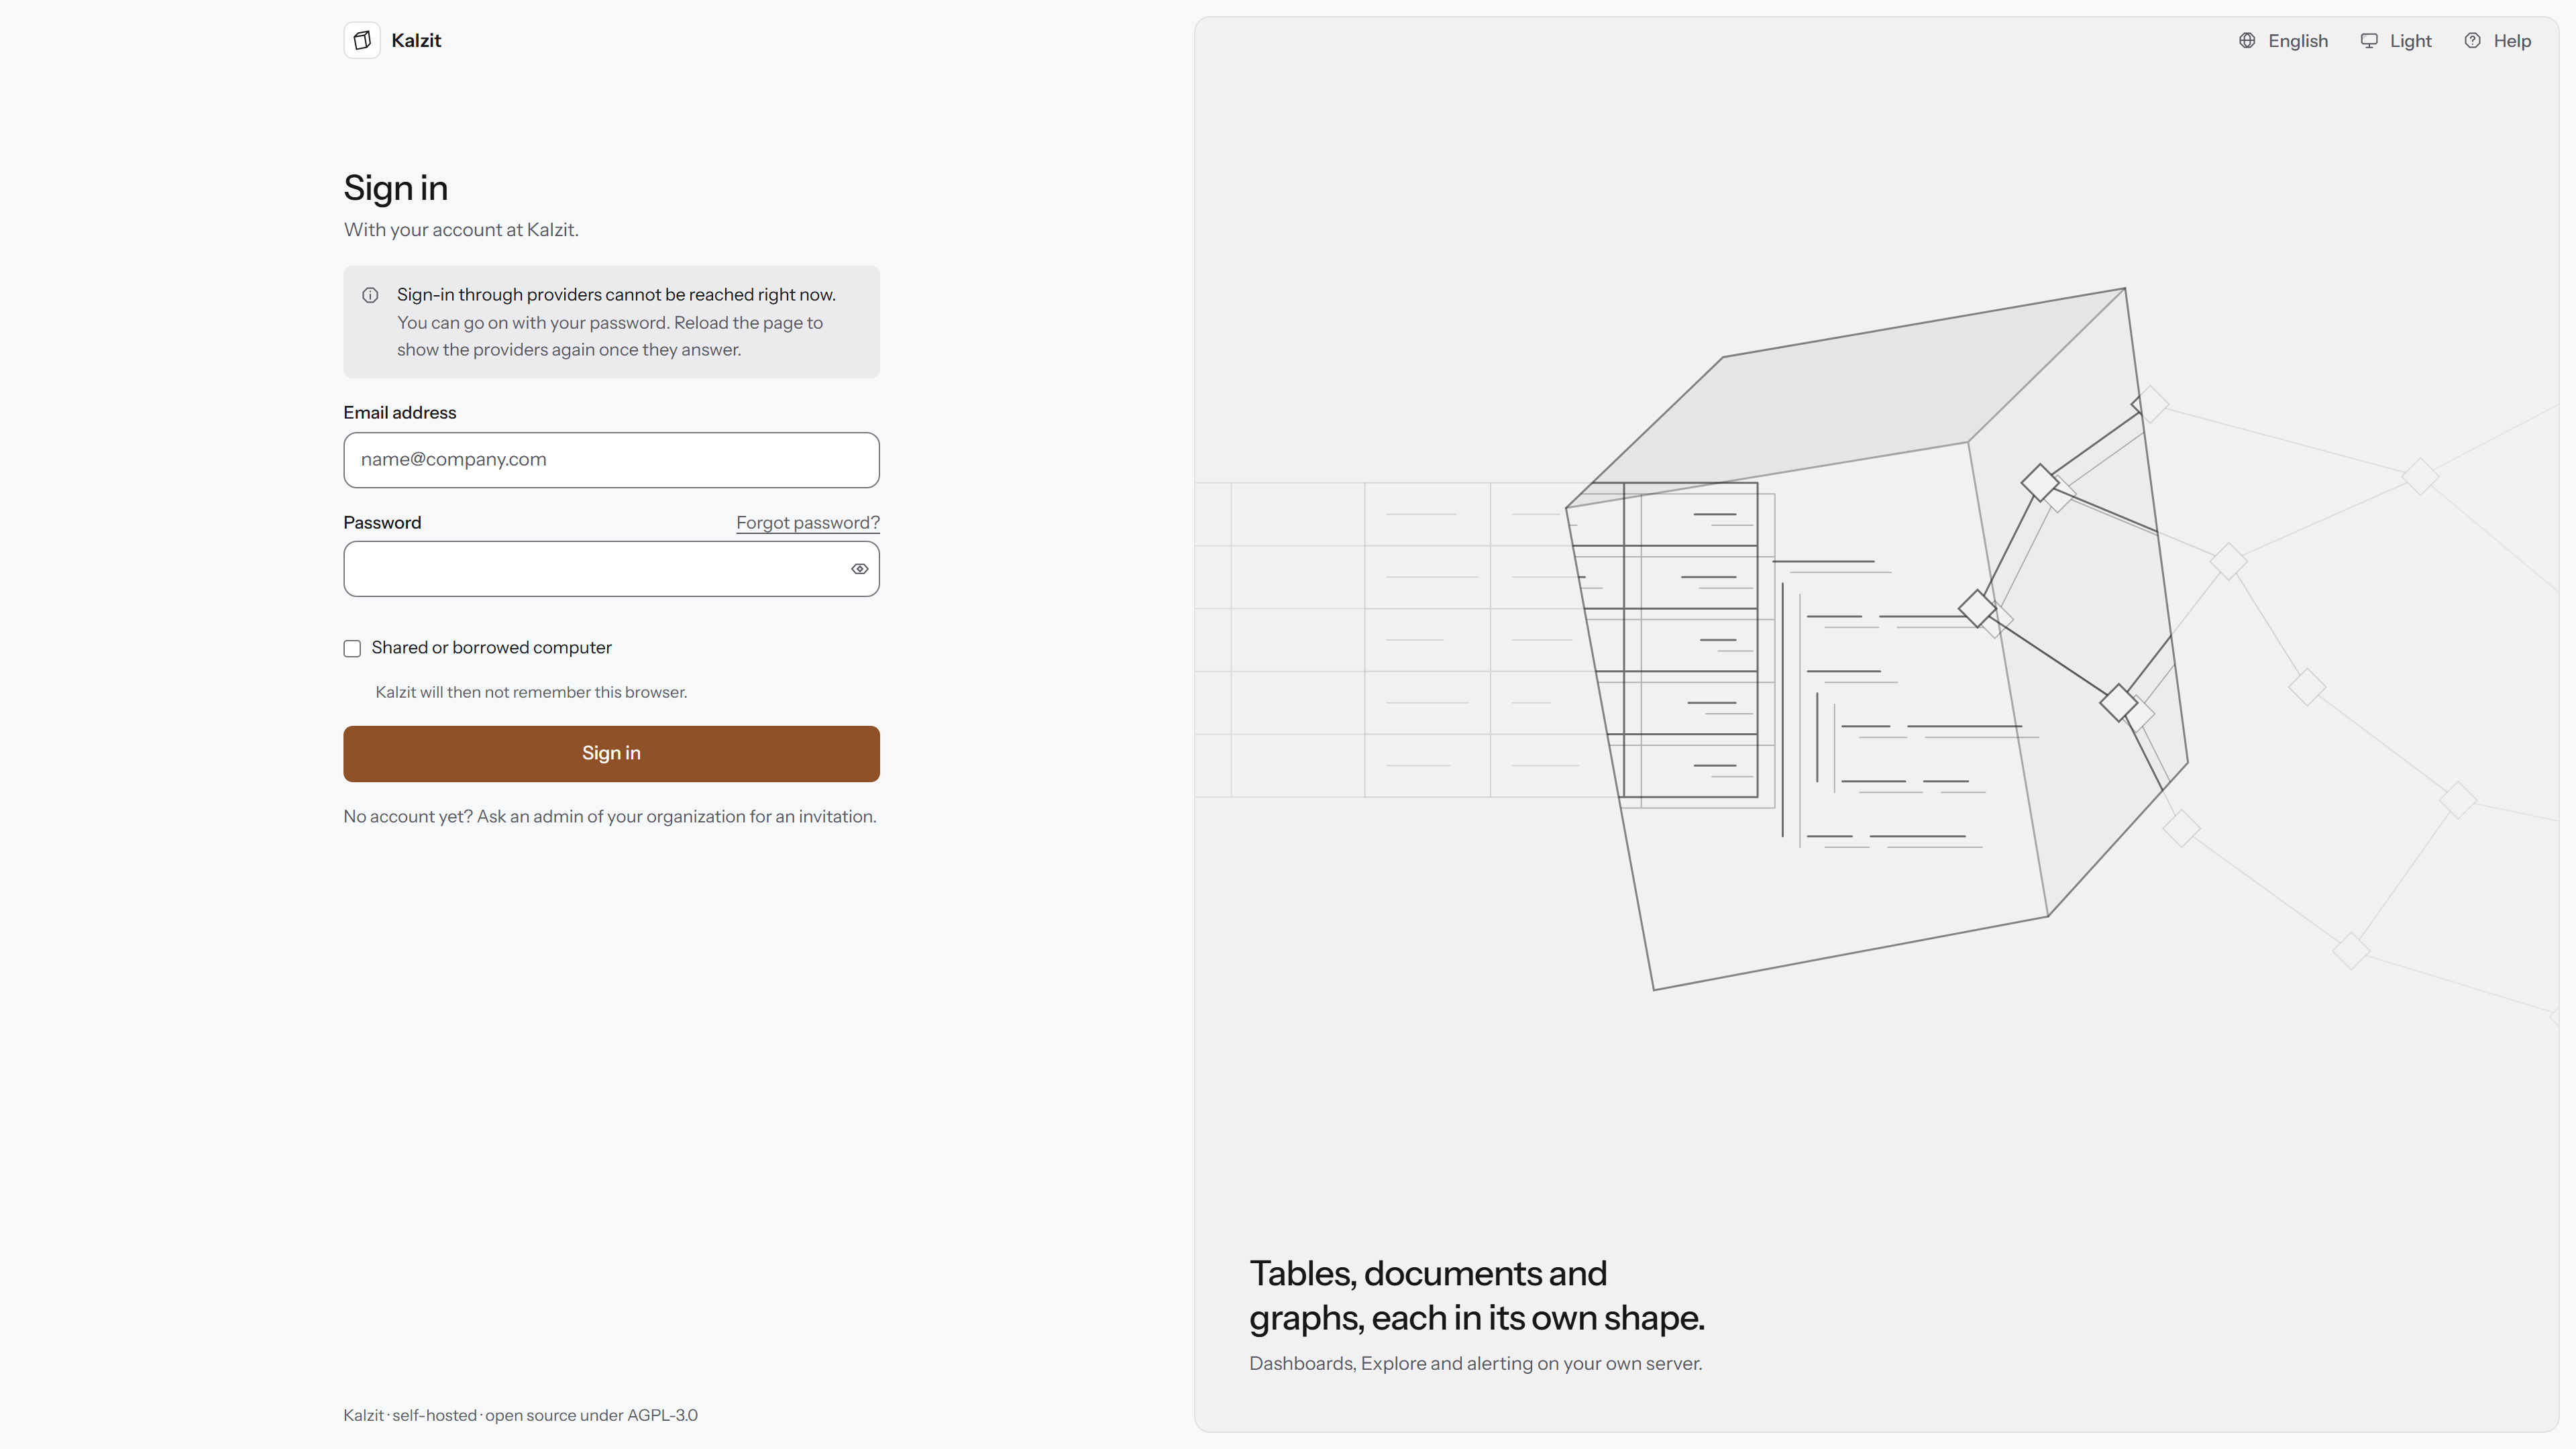 Kalzit
English
Light
Help
Sign in
With your account at Kalzit.
Sign-in through providers cannot be reached right now.
You can go on with your password. Reload the page to
show the providers again once they answer.
Email address
name@company.com
Password
Forgot password?
Shared or borrowed computer
Kalzit will then not remember this browser.
Sign in
No account yet? Ask an admin of your organization for an invitation.
Tables, documents and
graphs, each in its own shape.
Dashboards, Explore and alerting on your own server.
Kalzit · self-hosted · open source under AGPL-3.0